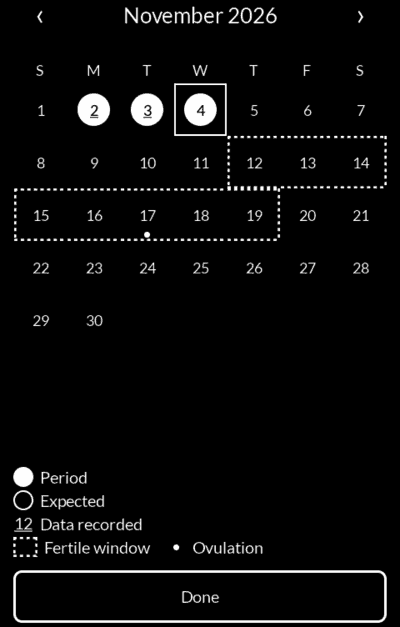 ‹ November 2026 ›
S M T W T F S
1 2 3 4 5 6 7
8 9 10 11 12 13 14
15 16 17 18 19 20 21
22 23 24 25 26 27 28
29 30
Period
Expected
12 Data recorded
Fertile window • Ovulation
Done